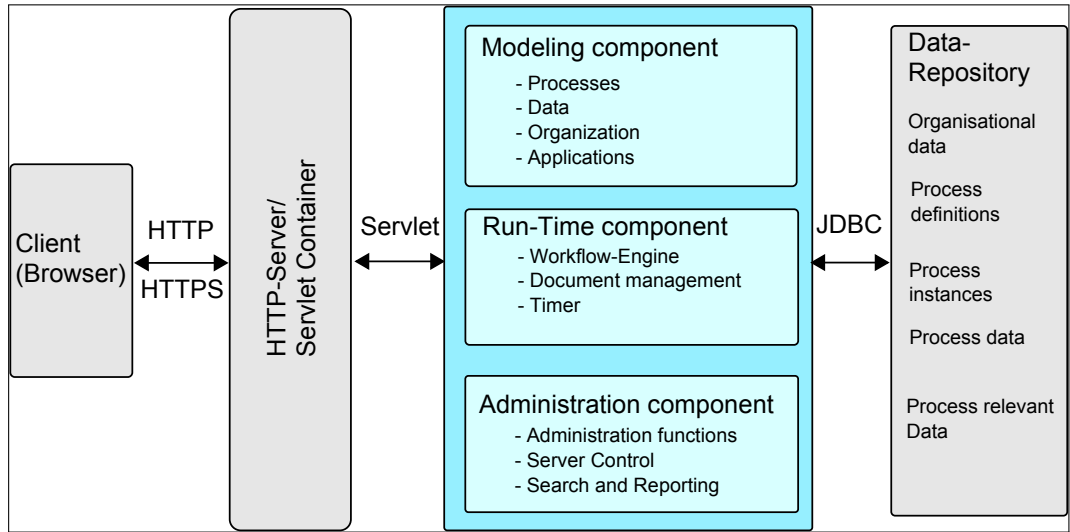 Client
(Browser)
HTTP
HTTPS
HTTP-Server/
Servlet Container
Servlet
Modeling component
- Processes
- Data
- Organization
- Applications
Run-Time component
- Workflow-Engine
- Document management
- Timer
Administration component
- Administration functions
- Server Control
- Search and Reporting
JDBC
Data-
Repository
Organisational
data
Process
definitions
Process
instances
Process data
Process relevant
Data